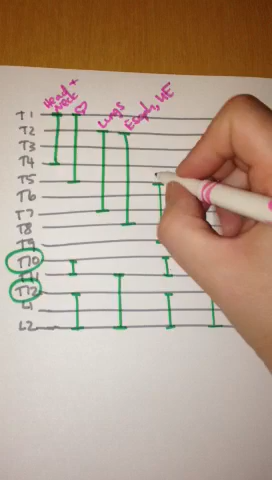 Head +
Neck
♡
Lungs
Esoph, UE
T1
T2
T3
T4
T5
T6
T7
T8
T9
T10
T12
L2